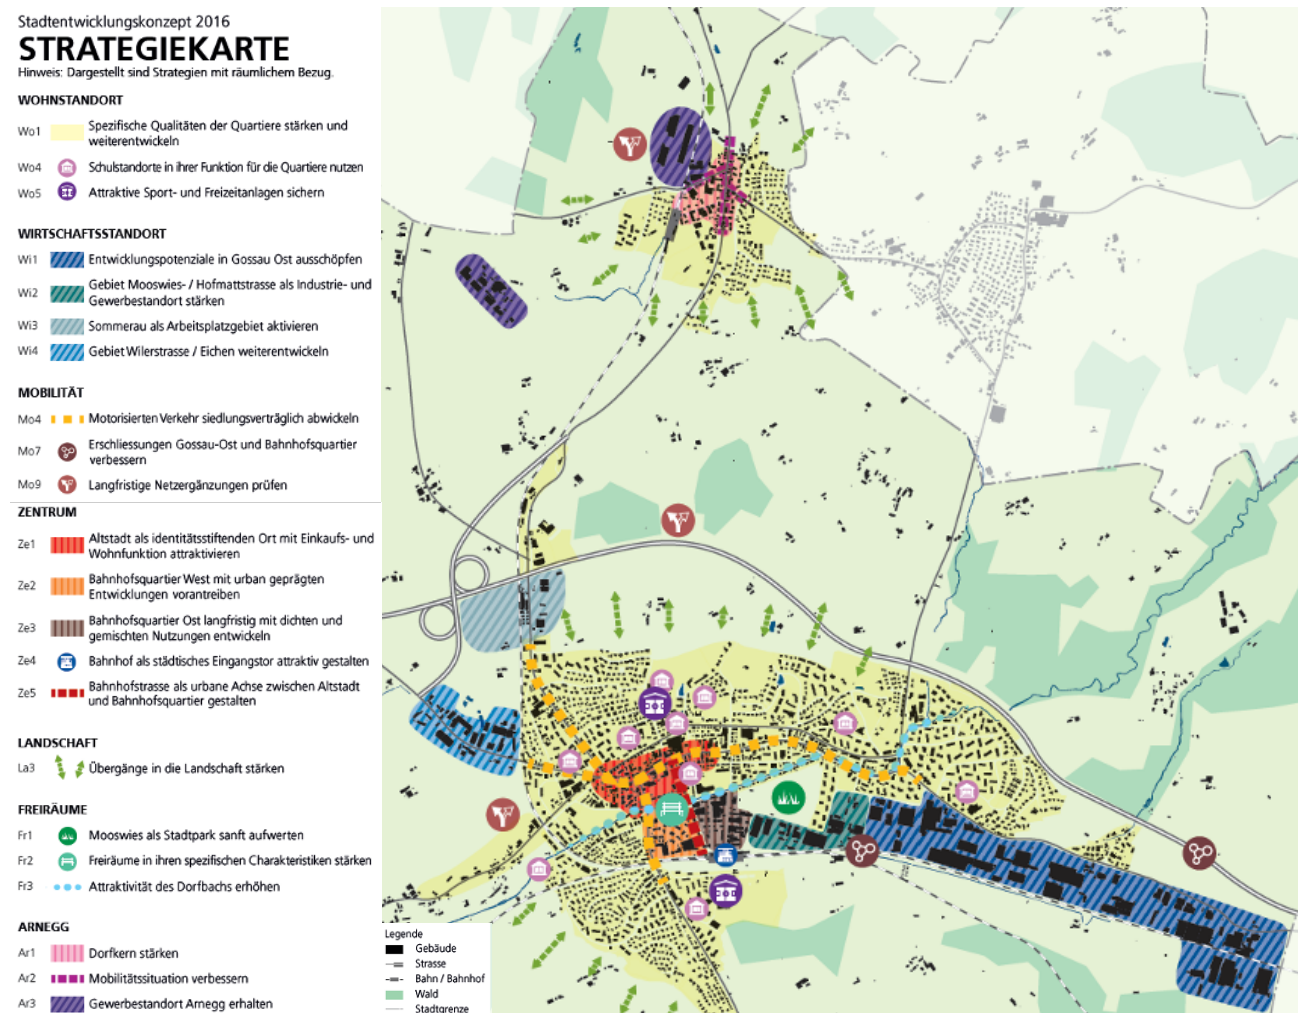 Stadtentwicklungskonzept 2016
STRATEGIEKARTE
Hinweis: Dargestellt sind Strategien mit räumlichem Bezug.
WOHNSTANDORT
Wo1 Spezifische Qualitäten der Quartiere stärken und
weiterentwickeln
Wo4 Schulstandorte in ihrer Funktion für die Quartiere nutzen
Wo5 Attraktive Sport- und Freizeitanlagen sichern
WIRTSCHAFTSSTANDORT
Wi1 Entwicklungspotenziale in Gossau Ost ausschöpfen
Wi2 Gebiet Mooswies- / Hofmattstrasse als Industrie- und
Gewerbestandort stärken
Wi3 Sommerau als Arbeitsplatzgebiet aktivieren
Wi4 Gebiet Wilerstrasse / Eichen weiterentwickeln
MOBILITÄT
Mo4 Motorisierten Verkehr siedlungsverträglich abwickeln
Mo7 Erschliessungen Gossau-Ost und Bahnhofsquartier
verbessern
Mo9 Langfristige Netzergänzungen prüfen
ZENTRUM
Ze1 Altstadt als identitätsstiftenden Ort mit Einkaufs- und
Wohnfunktion attraktivieren
Ze2 Bahnhofsquartier West mit urban geprägten
Entwicklungen vorantreiben
Ze3 Bahnhofsquartier Ost langfristig mit dichten und
gemischten Nutzungen entwickeln
Ze4 Bahnhof als städtisches Eingangstor attraktiv gestalten
Ze5 Bahnhofstrasse als urbane Achse zwischen Altstadt
und Bahnhofsquartier gestalten
LANDSCHAFT
La3 Übergänge in die Landschaft stärken
FREIRÄUME
Fr1 Mooswies als Stadtpark sanft aufwerten
Fr2 Freiräume in ihren spezifischen Charakteristiken stärken
Fr3 Attraktivität des Dorfbachs erhöhen
ARNEGG
Ar1 Dorfkern stärken
Ar2 Mobilitätssituation verbessern
Ar3 Gewerbestandort Arnegg erhalten
Legende
Gebäude
Strasse
Bahn / Bahnhof
Wald
Stadtgrenze